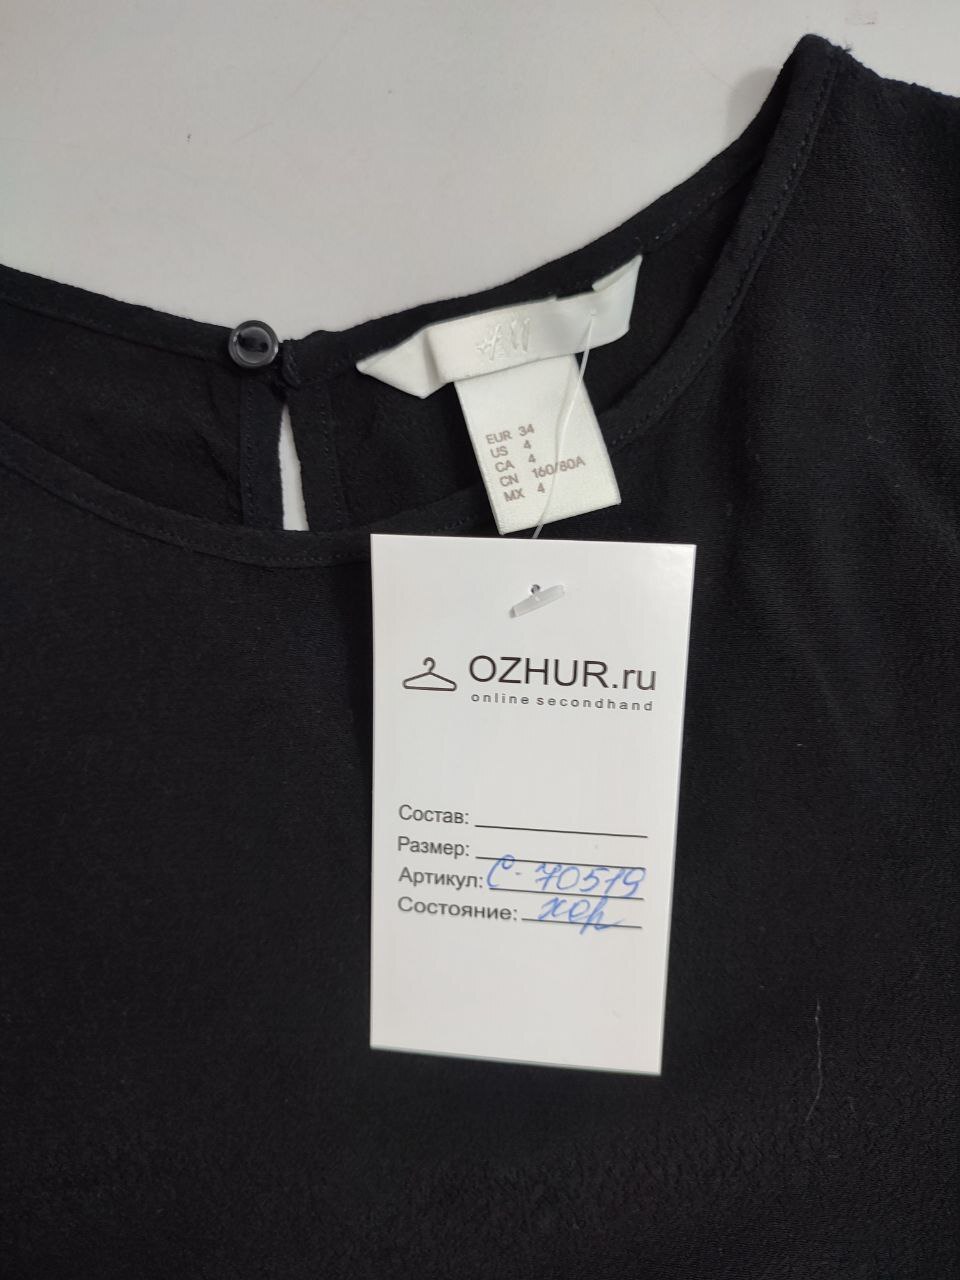 H&M
EUR 34
US 4
CA 4
CN 160/80A
MX 4
OZHUR.ru
online secondhand
Состав:
Размер:
Артикул: С-70519
Состояние: хор